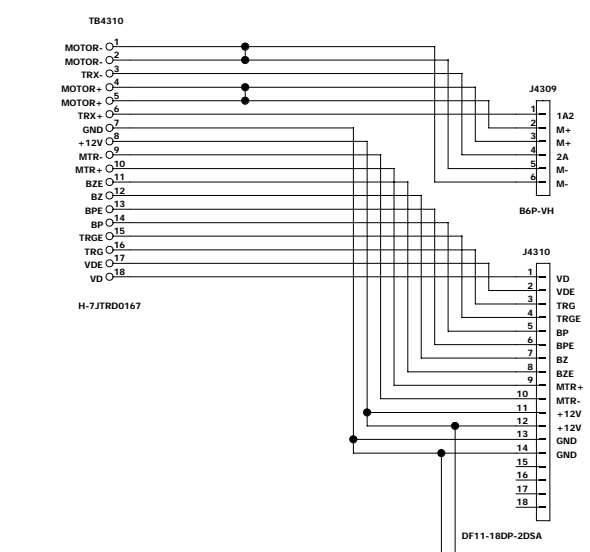 TB4310
MOTOR- 1
MOTOR- 2
TRX- 3
MOTOR+ 4
MOTOR+ 5
TRX+ 6
GND 7
+12V 8
MTR- 9
MTR+ 10
BZE 11
BZ 12
BPE 13
BP 14
TRGE 15
TRG 16
VDE 17
VD 18
H-7JTRD0167
J4309
1 1A2
2 M+
3 M+
4 2A
5 M-
6 M-
B6P-VH
J4310
1 VD
2 VDE
3 TRG
4 TRGE
5 BP
6 BPE
7 BZ
8 BZE
9 MTR+
10 MTR-
11 +12V
12 +12V
13 GND
14 GND
15
16
17
18
DF11-18DP-2DSA